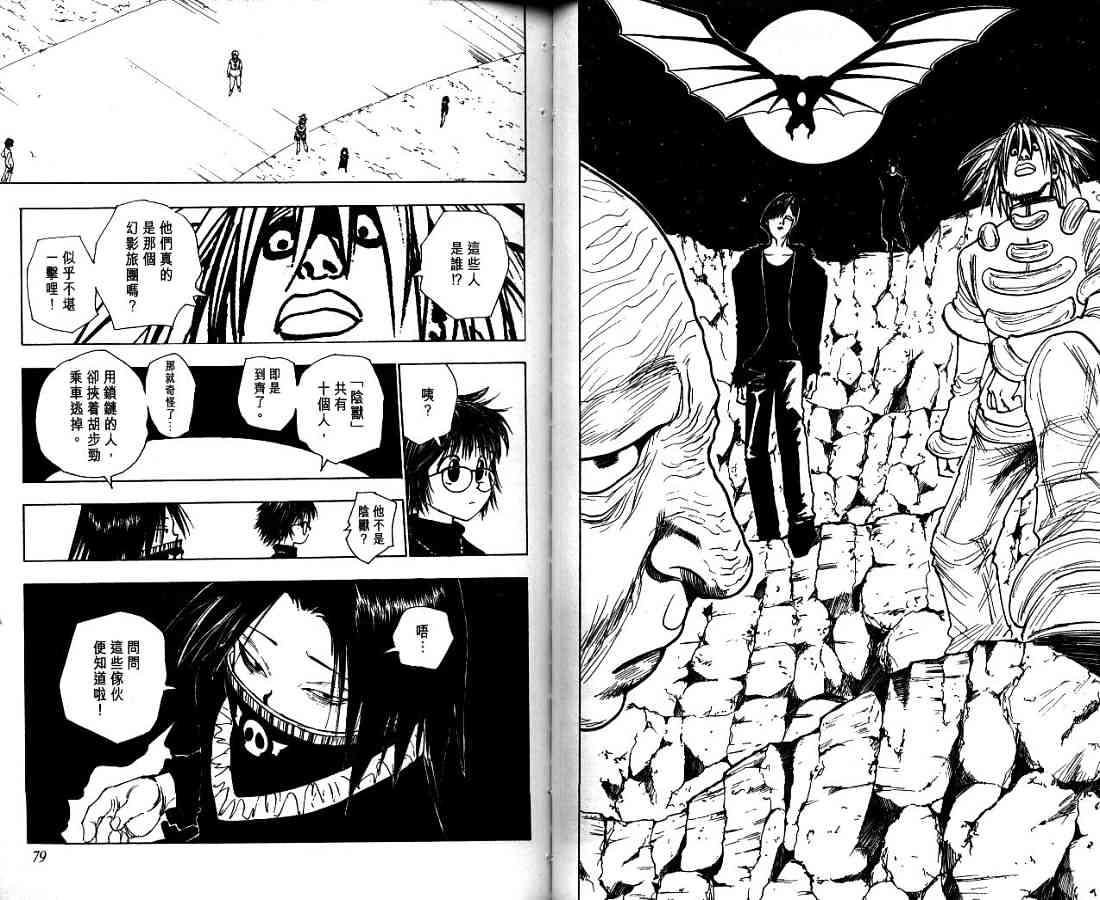 這些人
是誰!?
他們真的
是那個
幻影旅團嗎?
似乎不堪
一擊哩!
咦?
「陰獸」
共有
十個人,
即是
到齊了。
那就奇怪了…
用鎖鏈的人,
卻挾着胡步勁
乘車逃掉。
他不是
陰獸?
唔…
問問
這些傢伙
便知道啦!
79